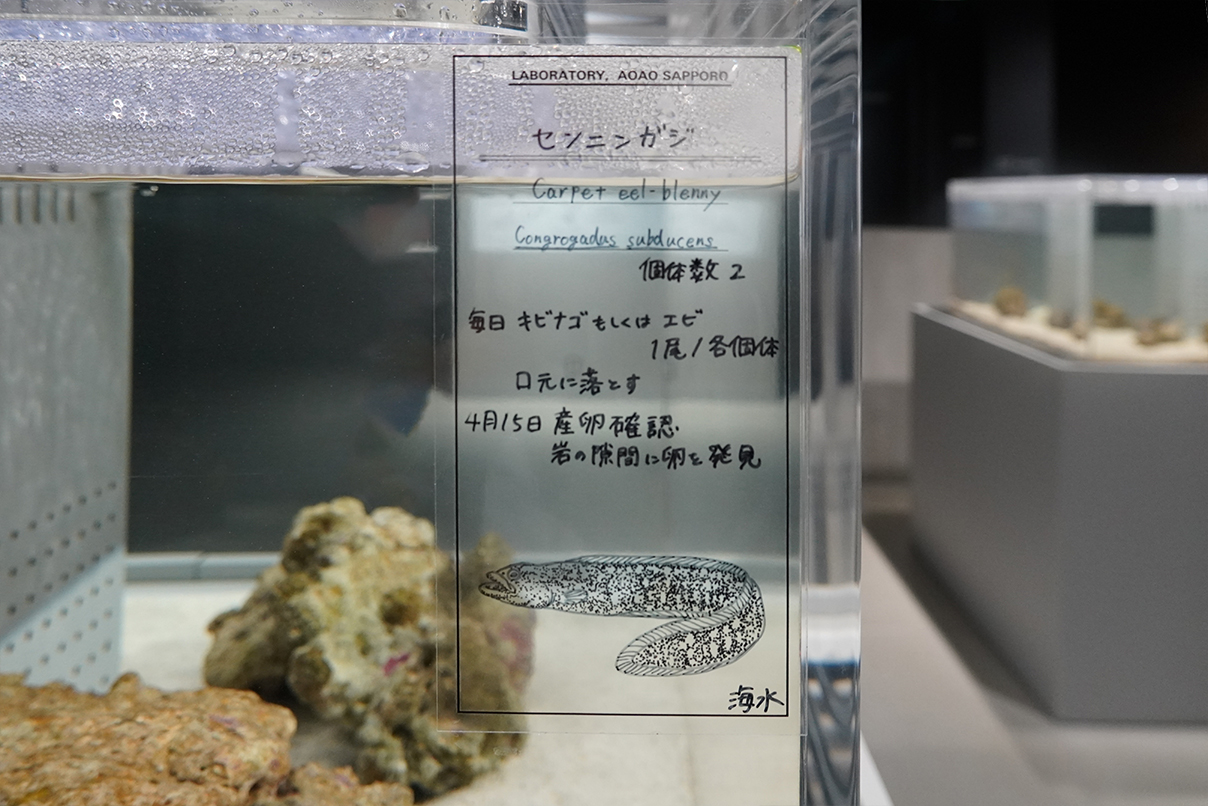 LABORATORY, AOAO SAPPORO
センニンガジ
Carpet eel-blenny
Congrogadus subducens
個体数 2
毎日 キビナゴもしくは エビ
1尾/各個体
口元に落とす
4月15日 産卵確認.
岩の隙間に卵を発見
海水